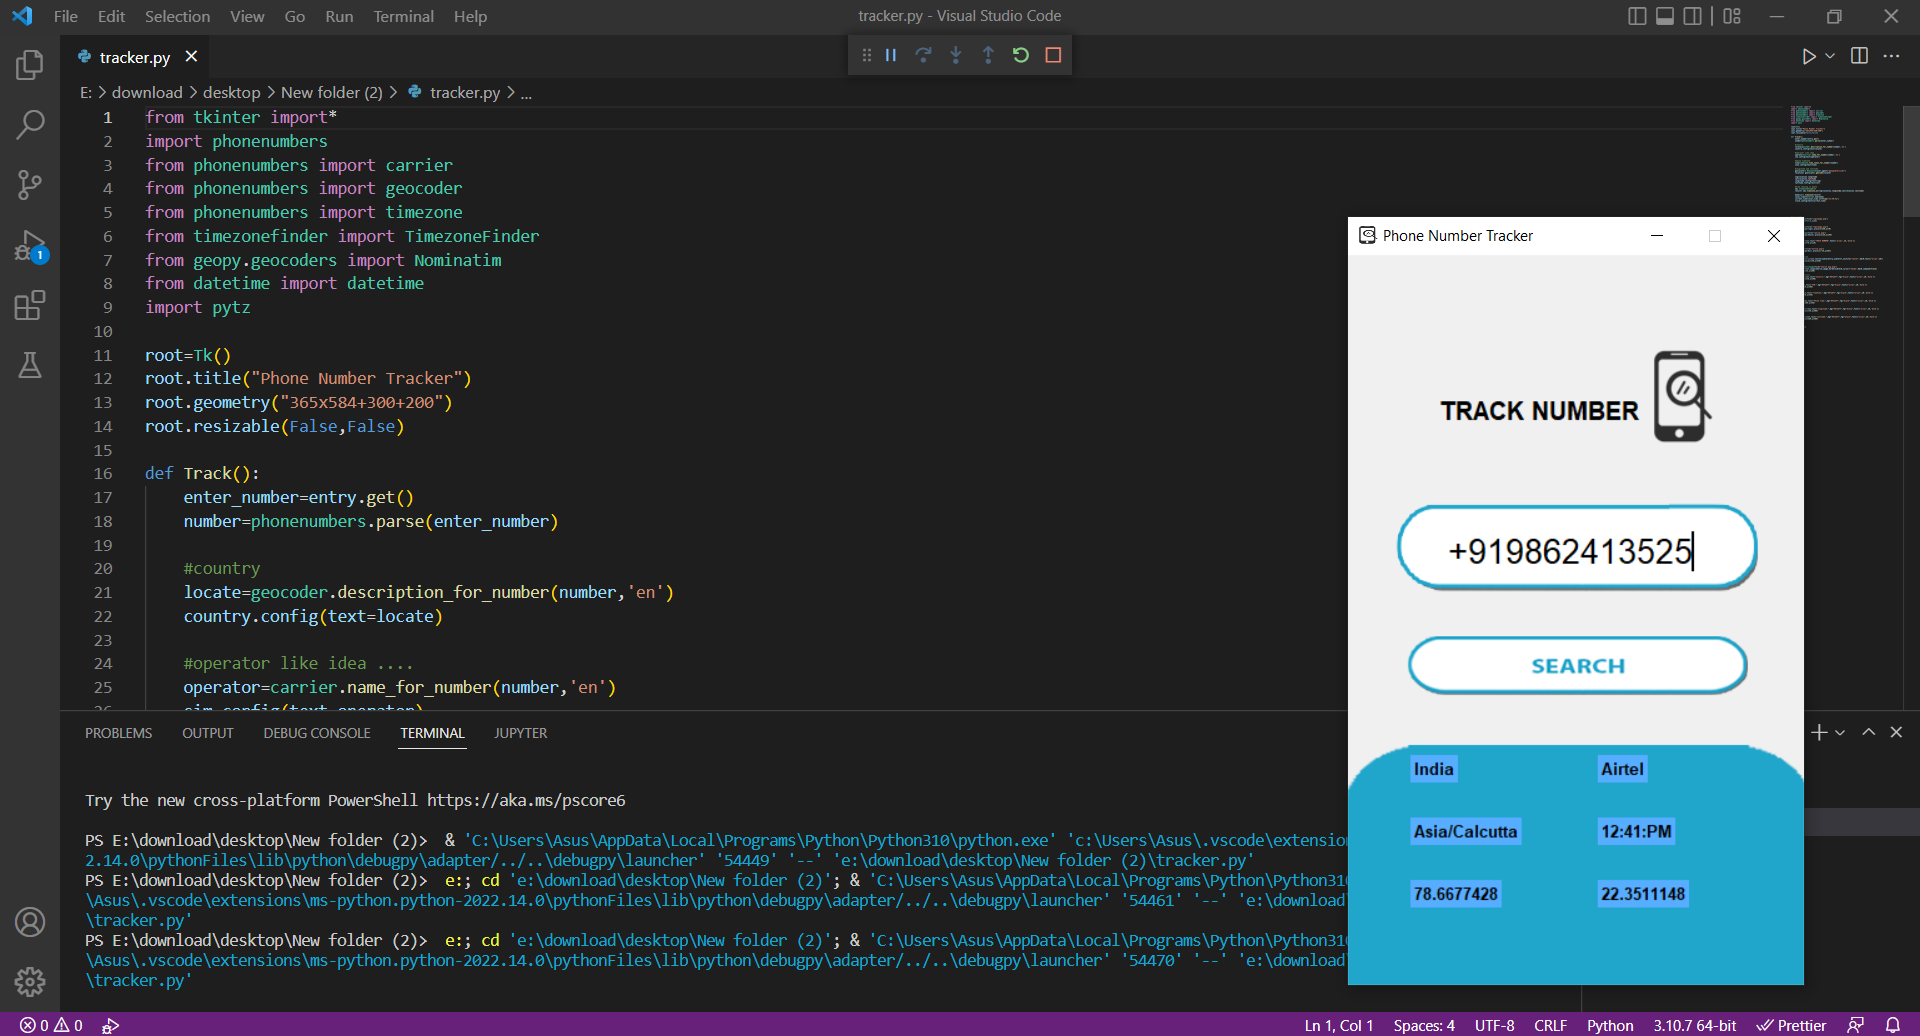 File Edit Selection View Go Run Terminal Help
tracker.py - Visual Studio Code
tracker.py
E: > download > desktop > New folder (2) > tracker.py > ...
1 from tkinter import*
2 import phonenumbers
3 from phonenumbers import carrier
4 from phonenumbers import geocoder
5 from phonenumbers import timezone
6 from timezonefinder import TimezoneFinder
7 from geopy.geocoders import Nominatim
8 from datetime import datetime
9 import pytz
10
11 root=Tk()
12 root.title("Phone Number Tracker")
13 root.geometry("365x584+300+200")
14 root.resizable(False,False)
15
16 def Track():
17 enter_number=entry.get()
18 number=phonenumbers.parse(enter_number)
19
20 #country
21 locate=geocoder.description_for_number(number,'en')
22 country.config(text=locate)
23
24 #operator like idea ....
25 operator=carrier.name_for_number(number,'en')
Phone Number Tracker
TRACK NUMBER
+919862413525
SEARCH
India Airtel
Asia/Calcutta 12:41:PM
78.6677428 22.3511148
PROBLEMS OUTPUT DEBUG CONSOLE TERMINAL JUPYTER
Try the new cross-platform PowerShell https://aka.ms/pscore6
PS E:\download\desktop\New folder (2)> & 'C:\Users\Asus\AppData\Local\Programs\Python\Python310\python.exe' 'c:\Users\Asus\.vscode\extensio
2.14.0\pythonFiles\lib\python\debugpy\adapter/../..\debugpy\launcher' '54449' '--' 'e:\download\desktop\New folder (2)\tracker.py'
PS E:\download\desktop\New folder (2)> e:; cd 'e:\download\desktop\New folder (2)'; & 'C:\Users\Asus\AppData\Local\Programs\Python\Python310
\Asus\.vscode\extensions\ms-python.python-2022.14.0\pythonFiles\lib\python\debugpy\adapter/../..\debugpy\launcher' '54461' '--' 'e:\download\
\tracker.py'
PS E:\download\desktop\New folder (2)> e:; cd 'e:\download\desktop\New folder (2)'; & 'C:\Users\Asus\AppData\Local\Programs\Python\Python310
\Asus\.vscode\extensions\ms-python.python-2022.14.0\pythonFiles\lib\python\debugpy\adapter/../..\debugpy\launcher' '54470' '--' 'e:\download\
\tracker.py'
0 0 Ln 1, Col 1 Spaces: 4 UTF-8 CRLF Python 3.10.7 64-bit Prettier